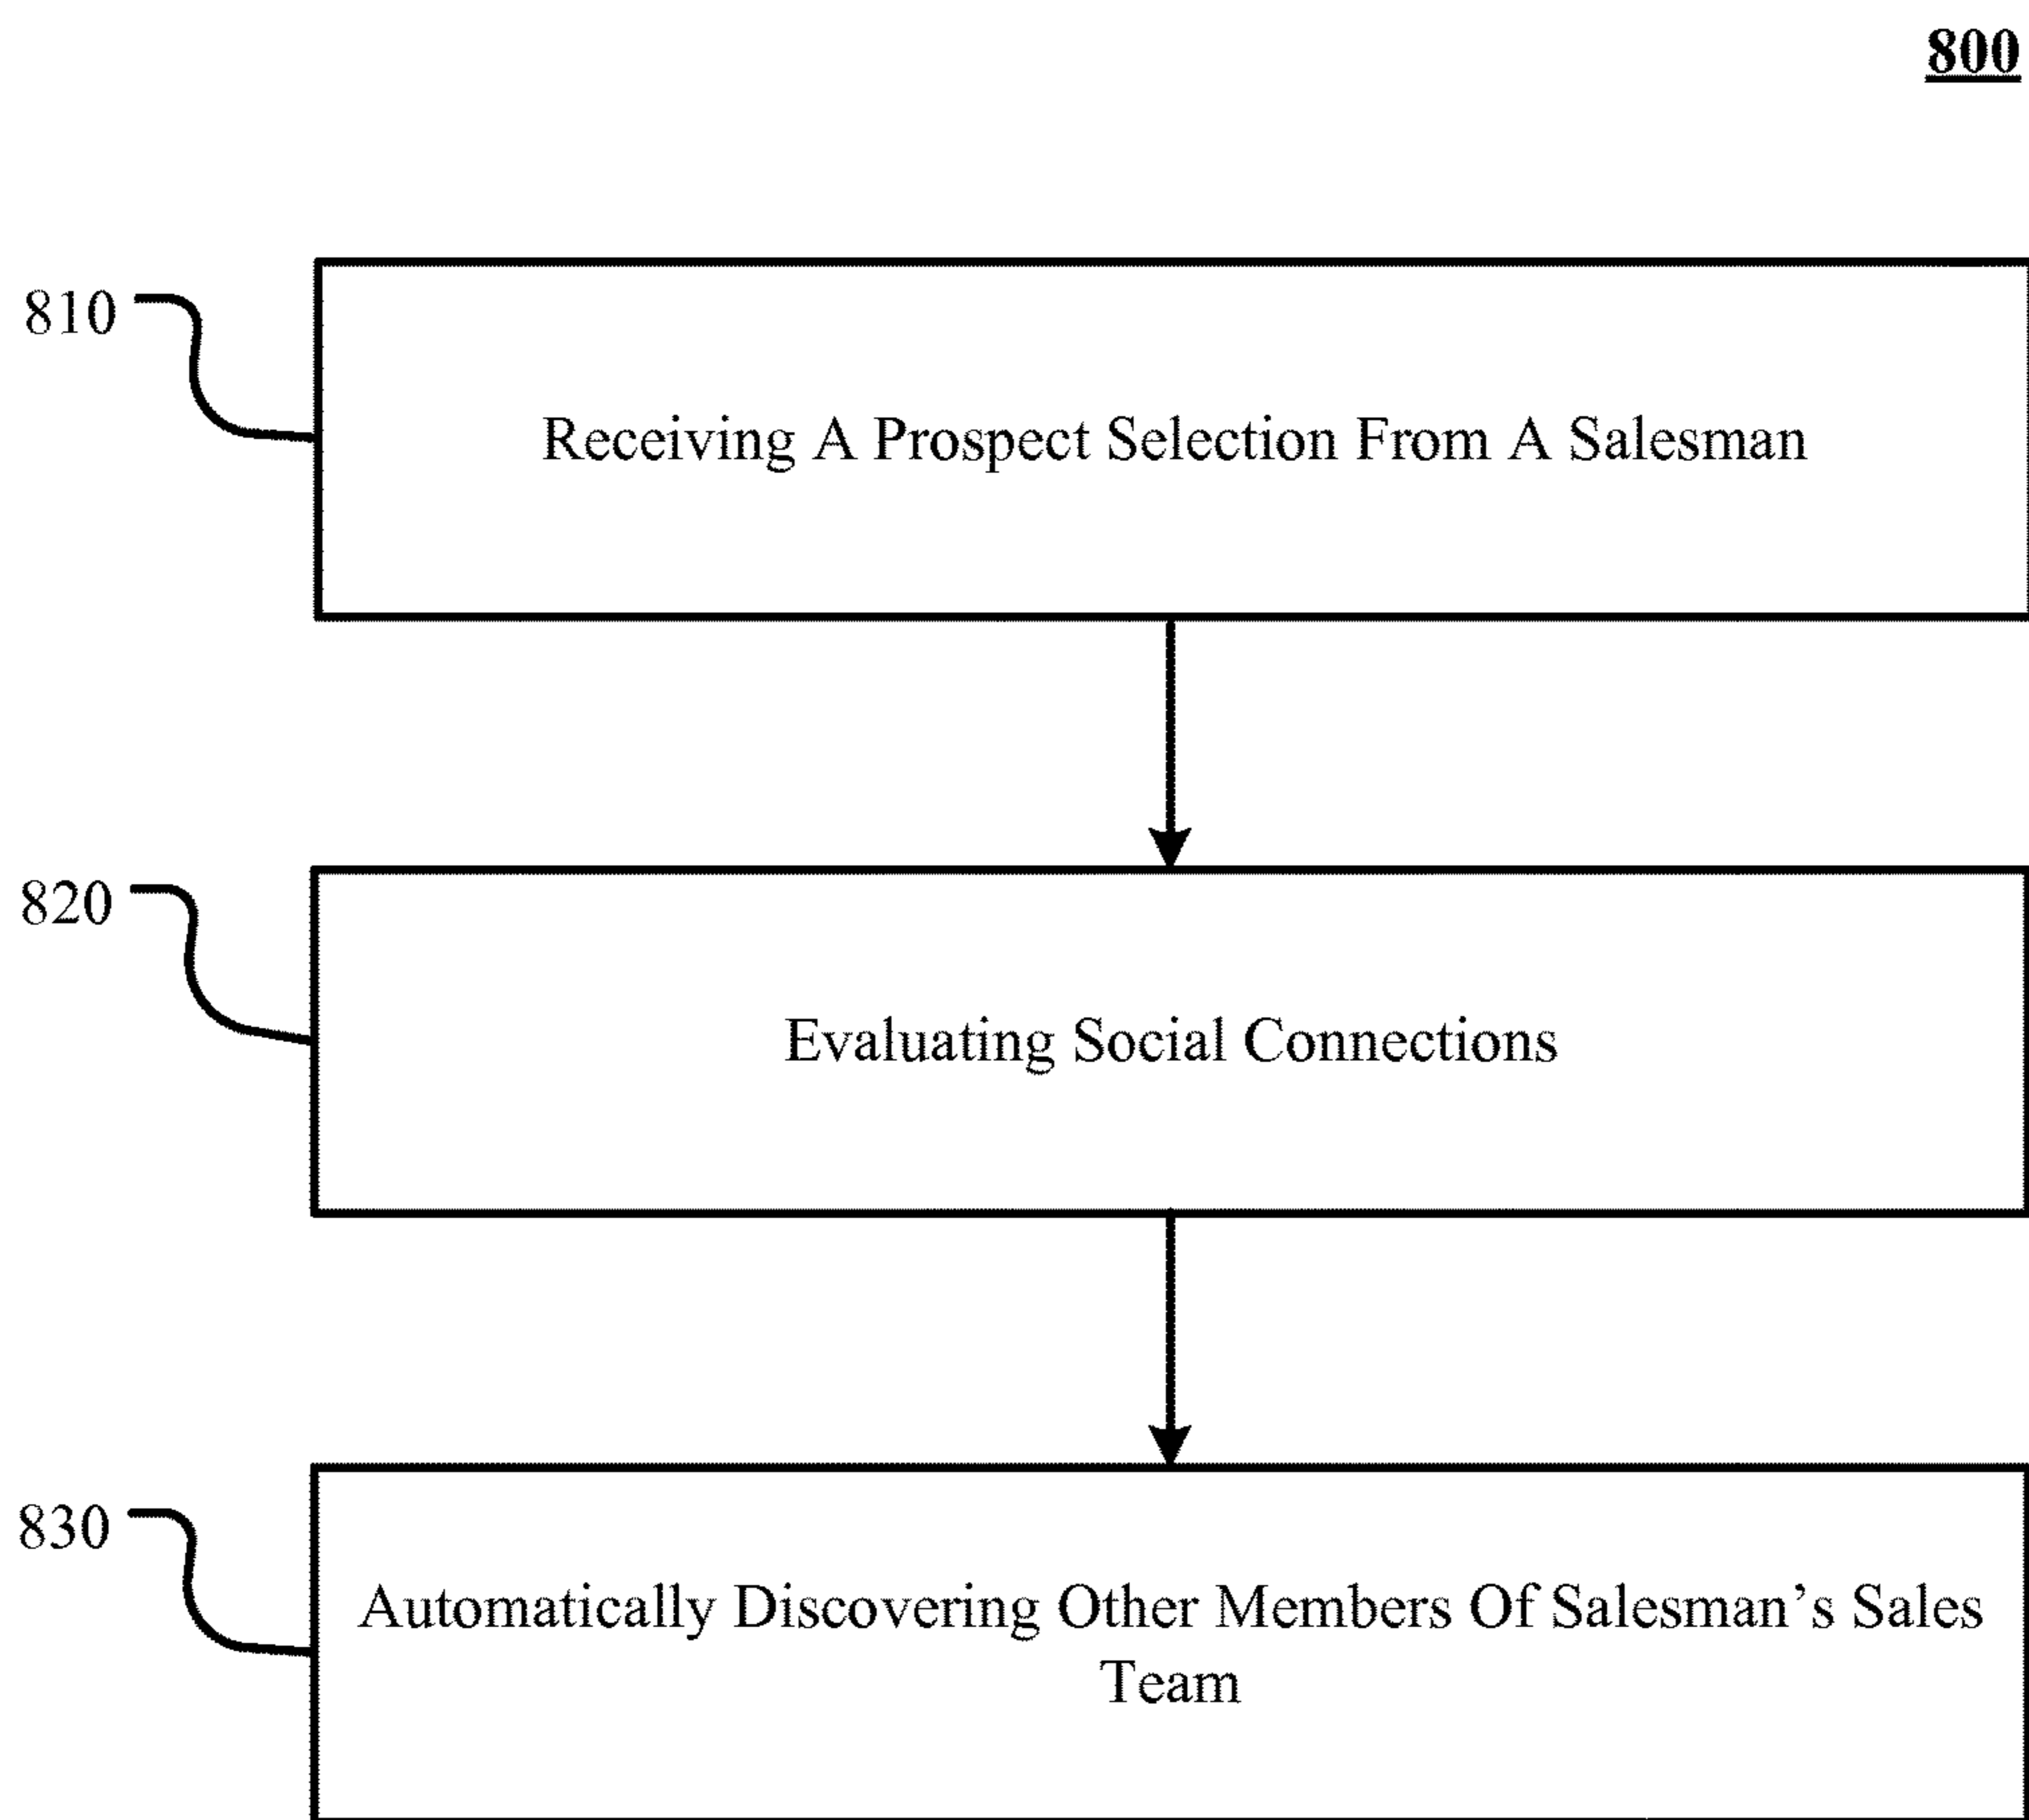 800
810
Receiving A Prospect Selection From A Salesman
820
Evaluating Social Connections
830
Automatically Discovering Other Members Of Salesman’s Sales
Team